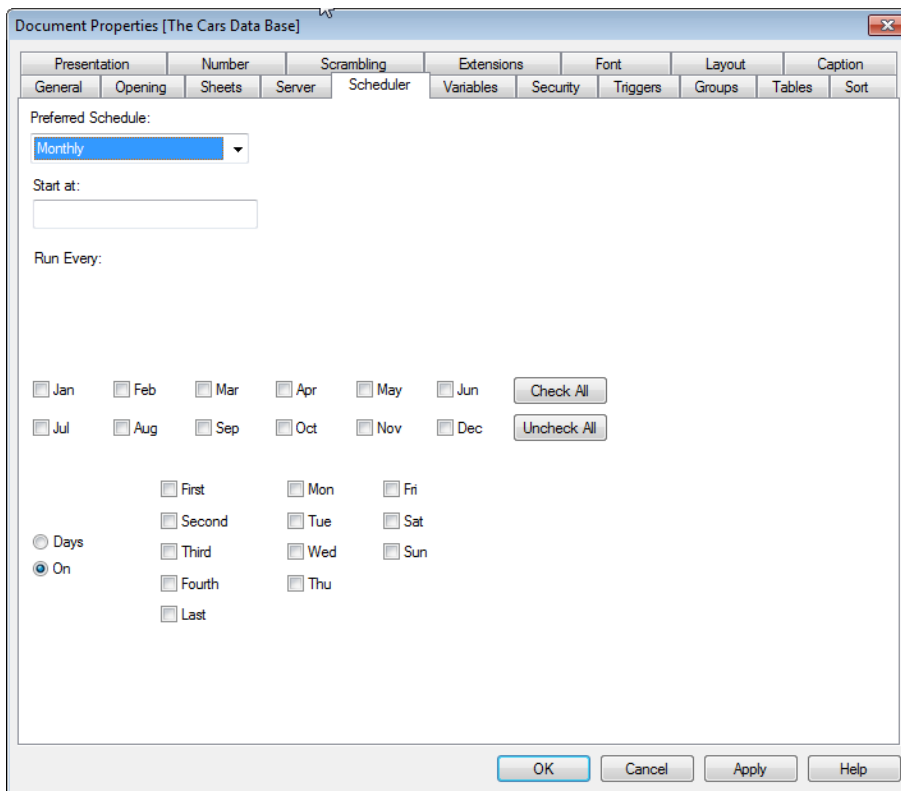 Document Properties [The Cars Data Base]
Presentation Number Scrambling Extensions Font Layout Caption
General Opening Sheets Server Scheduler Variables Security Triggers Groups Tables Sort
Preferred Schedule:
Monthly
Start at:
Run Every:
Jan Feb Mar Apr May Jun Check All
Jul Aug Sep Oct Nov Dec Uncheck All
First Mon Fri
Second Tue Sat
Days
Third Wed Sun
On
Fourth Thu
Last
OK Cancel Apply Help